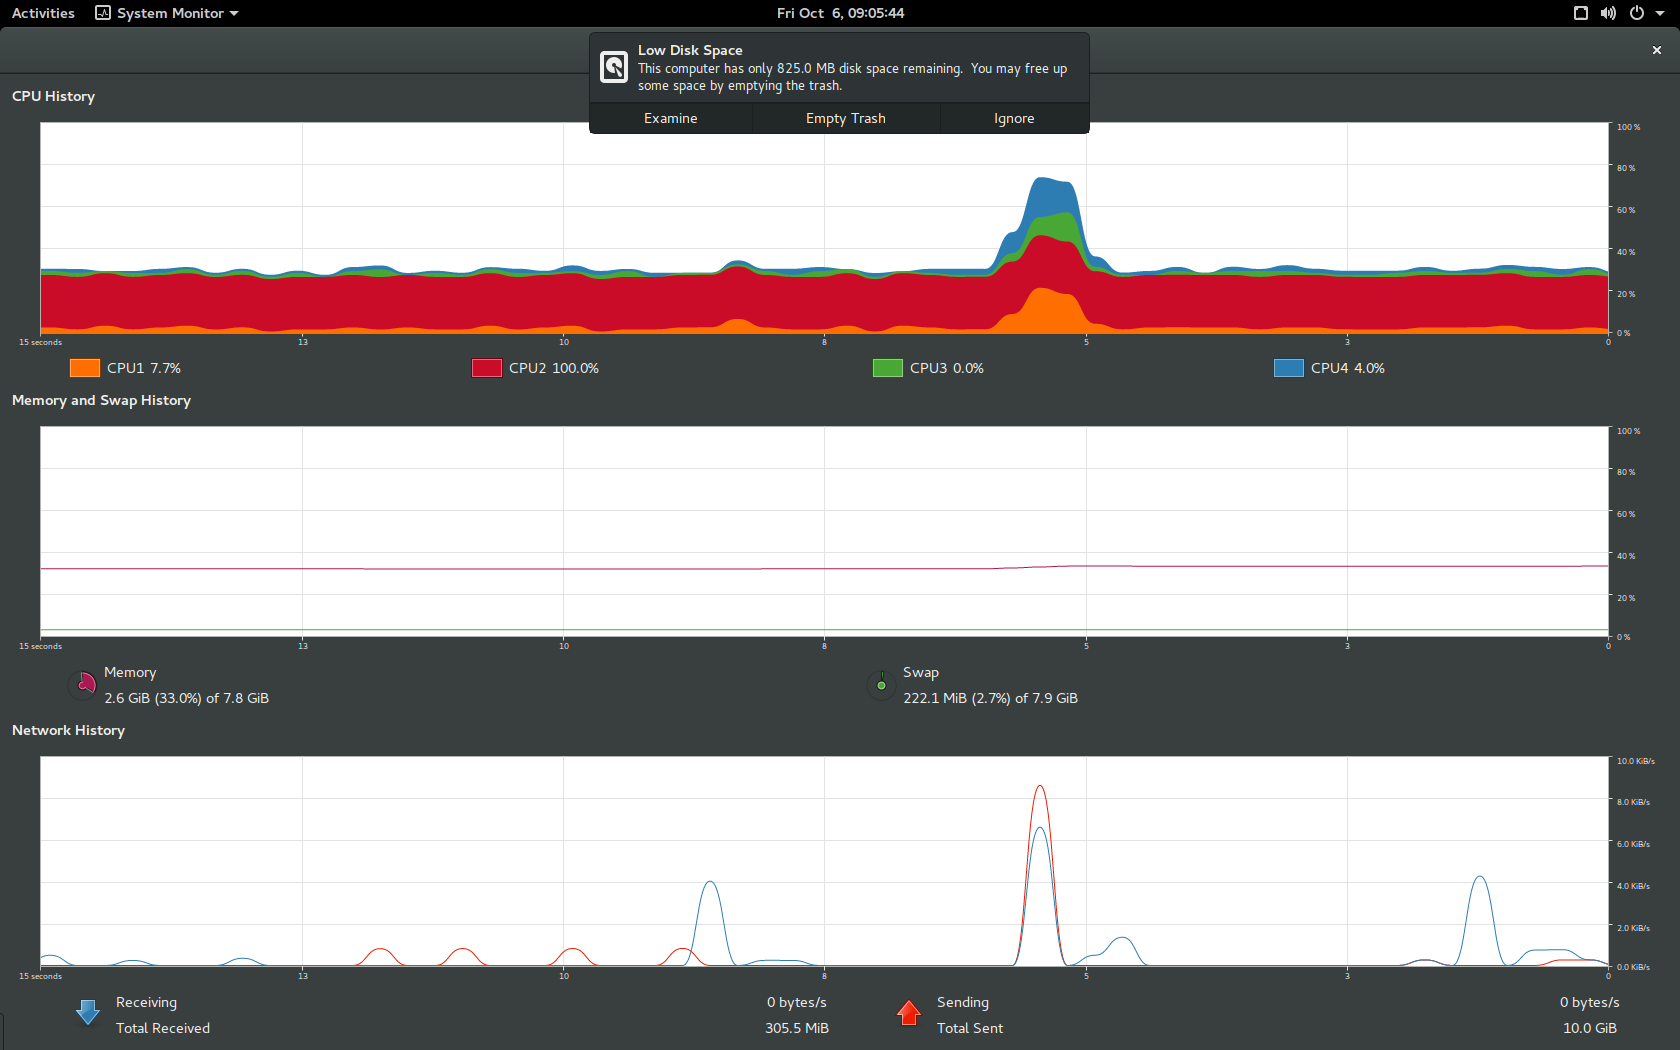 Activities System Monitor Fri Oct 6, 09:05:44
Low Disk Space
This computer has only 825.0 MB disk space remaining. You may free up
some space by emptying the trash.
Examine Empty Trash Ignore
CPU History
100 %
80 %
60 %
40 %
20 %
0 %
15 seconds 13 10 8 5 3 0
CPU1 7.7% CPU2 100.0% CPU3 0.0% CPU4 4.0%
Memory and Swap History
100 %
80 %
60 %
40 %
20 %
0 %
15 seconds 13 10 8 5 3 0
Memory Swap
2.6 GiB (33.0%) of 7.8 GiB 222.1 MiB (2.7%) of 7.9 GiB
Network History
10.0 KiB/s
8.0 KiB/s
6.0 KiB/s
4.0 KiB/s
2.0 KiB/s
0.0 KiB/s
15 seconds 13 10 8 5 3 0
Receiving 0 bytes/s Sending 0 bytes/s
Total Received 305.5 MiB Total Sent 10.0 GiB